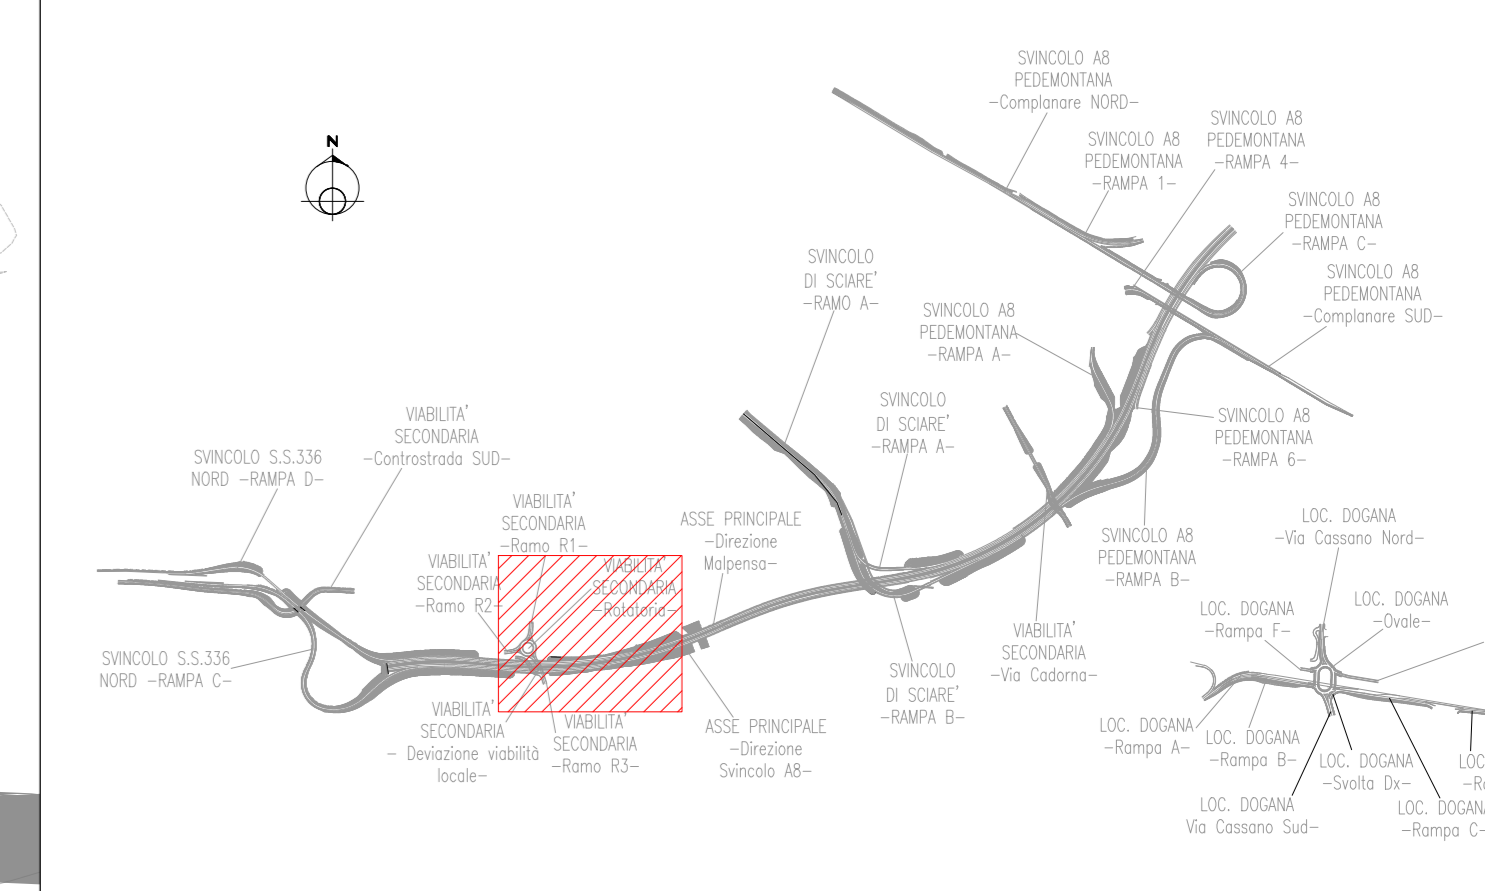 SVINCOLO A8
PEDEMONTANA
-Complanare NORD-
SVINCOLO A8
PEDEMONTANA
-RAMPA 4-
SVINCOLO A8
PEDEMONTANA
-RAMPA 1-
N
SVINCOLO A8
PEDEMONTANA
-RAMPA C-
SVINCOLO
DI SCIARE'
-RAMO A-
SVINCOLO A8
PEDEMONTANA
-Complanare SUD-
SVINCOLO A8
PEDEMONTANA
-RAMPA A-
SVINCOLO
DI SCIARE'
-RAMPA A-
VIABILITA'
SECONDARIA
-Controstrada SUD-
SVINCOLO A8
PEDEMONTANA
-RAMPA 6-
SVINCOLO S.S.336
NORD -RAMPA D-
VIABILITA'
SECONDARIA
-Ramo R1-
ASSE PRINCIPALE
-Direzione
Malpensa-
LOC. DOGANA
-Via Cassano Nord-
SVINCOLO A8
PEDEMONTANA
-RAMPA B-
VIABILITA'
SECONDARIA
-Ramo R2-
VIABILITA'
SECONDARIA
-Rotatoria-
LOC. DOGANA
-Ovale-
LOC. DOGANA
-Rampa F-
VIABILITA'
SECONDARIA
-Via Cadorna-
SVINCOLO S.S.336
NORD -RAMPA C-
SVINCOLO
DI SCIARE'
-RAMPA B-
VIABILITA'
SECONDARIA
- Deviazione viabilità
locale-
VIABILITA'
SECONDARIA
-Ramo R3-
ASSE PRINCIPALE
-Direzione
Svincolo A8-
LOC. DOGANA
-Rampa A-
LOC. DOGANA
-Rampa B-
LOC. DOGANA
-Svolta Dx-
LOC
LOC. DOGANA
Via Cassano Sud-
LOC. DOGANA
-Rampa C-